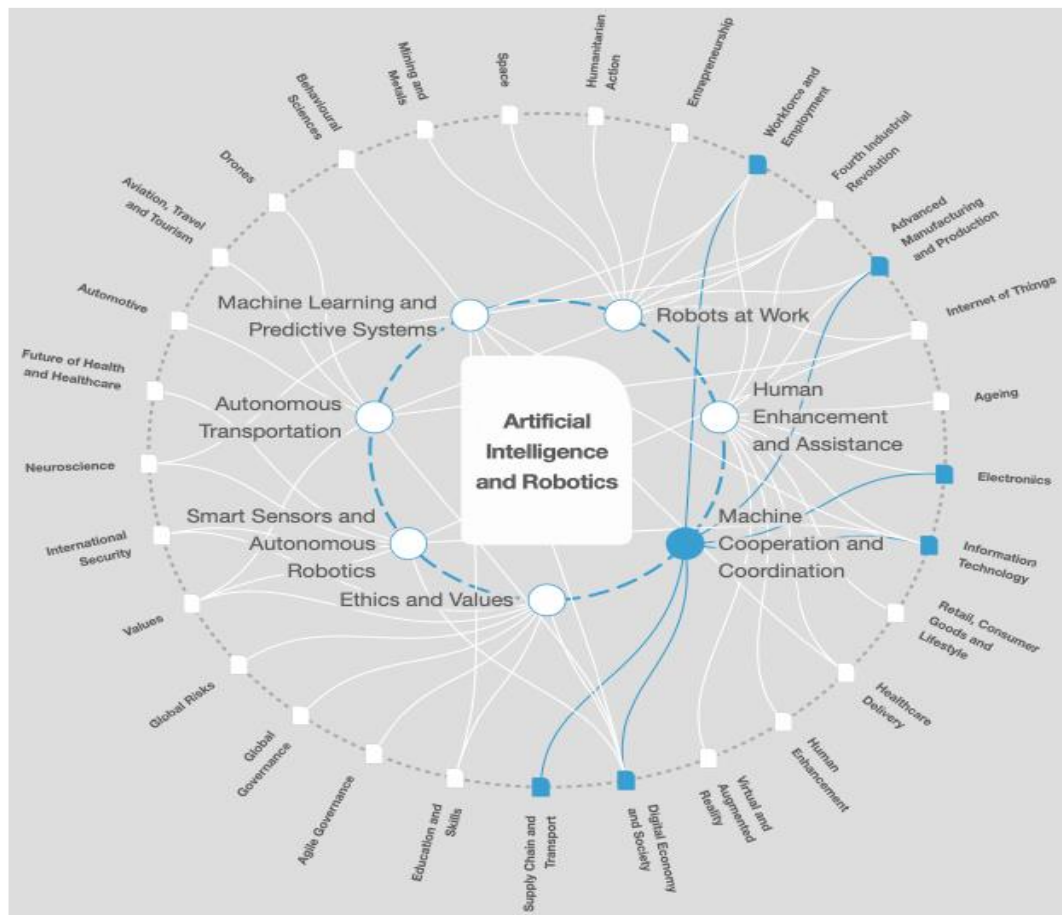 Mining and
Metals
Space
Humanitarian
Action
Entrepreneurship
Workforce and
Employment
Fourth Industrial
Revolution
Advanced
Manufacturing
and Production
Internet of Things
Ageing
Electronics
Information
Technology
Retail, Consumer
Goods and
Lifestyle
Healthcare
Delivery
Human
Enhancement
Virtual and
Augmented
Reality
Digital Economy
and Society
Supply Chain and
Transport
Education and
Skills
Agile Governance
Global
Governance
Global Risks
Values
International
Security
Neuroscience
Future of Health
and Healthcare
Automotive
Aviation, Travel
and Tourism
Drones
Behavioural
Sciences
Machine Learning and
Predictive Systems
Robots at Work
Autonomous
Transportation
Human
Enhancement
and Assistance
Artificial
Intelligence
and Robotics
Smart Sensors and
Autonomous
Robotics
Machine
Cooperation and
Coordination
Ethics and Values